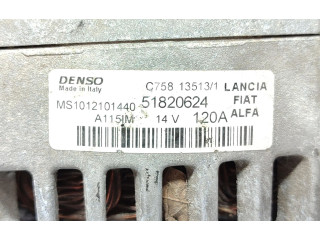 DENSO C758 13513/1 LANCIA
Made in Italy
MS1012101440 51820624 FIAT
A115IM 14 V 120A ALFA